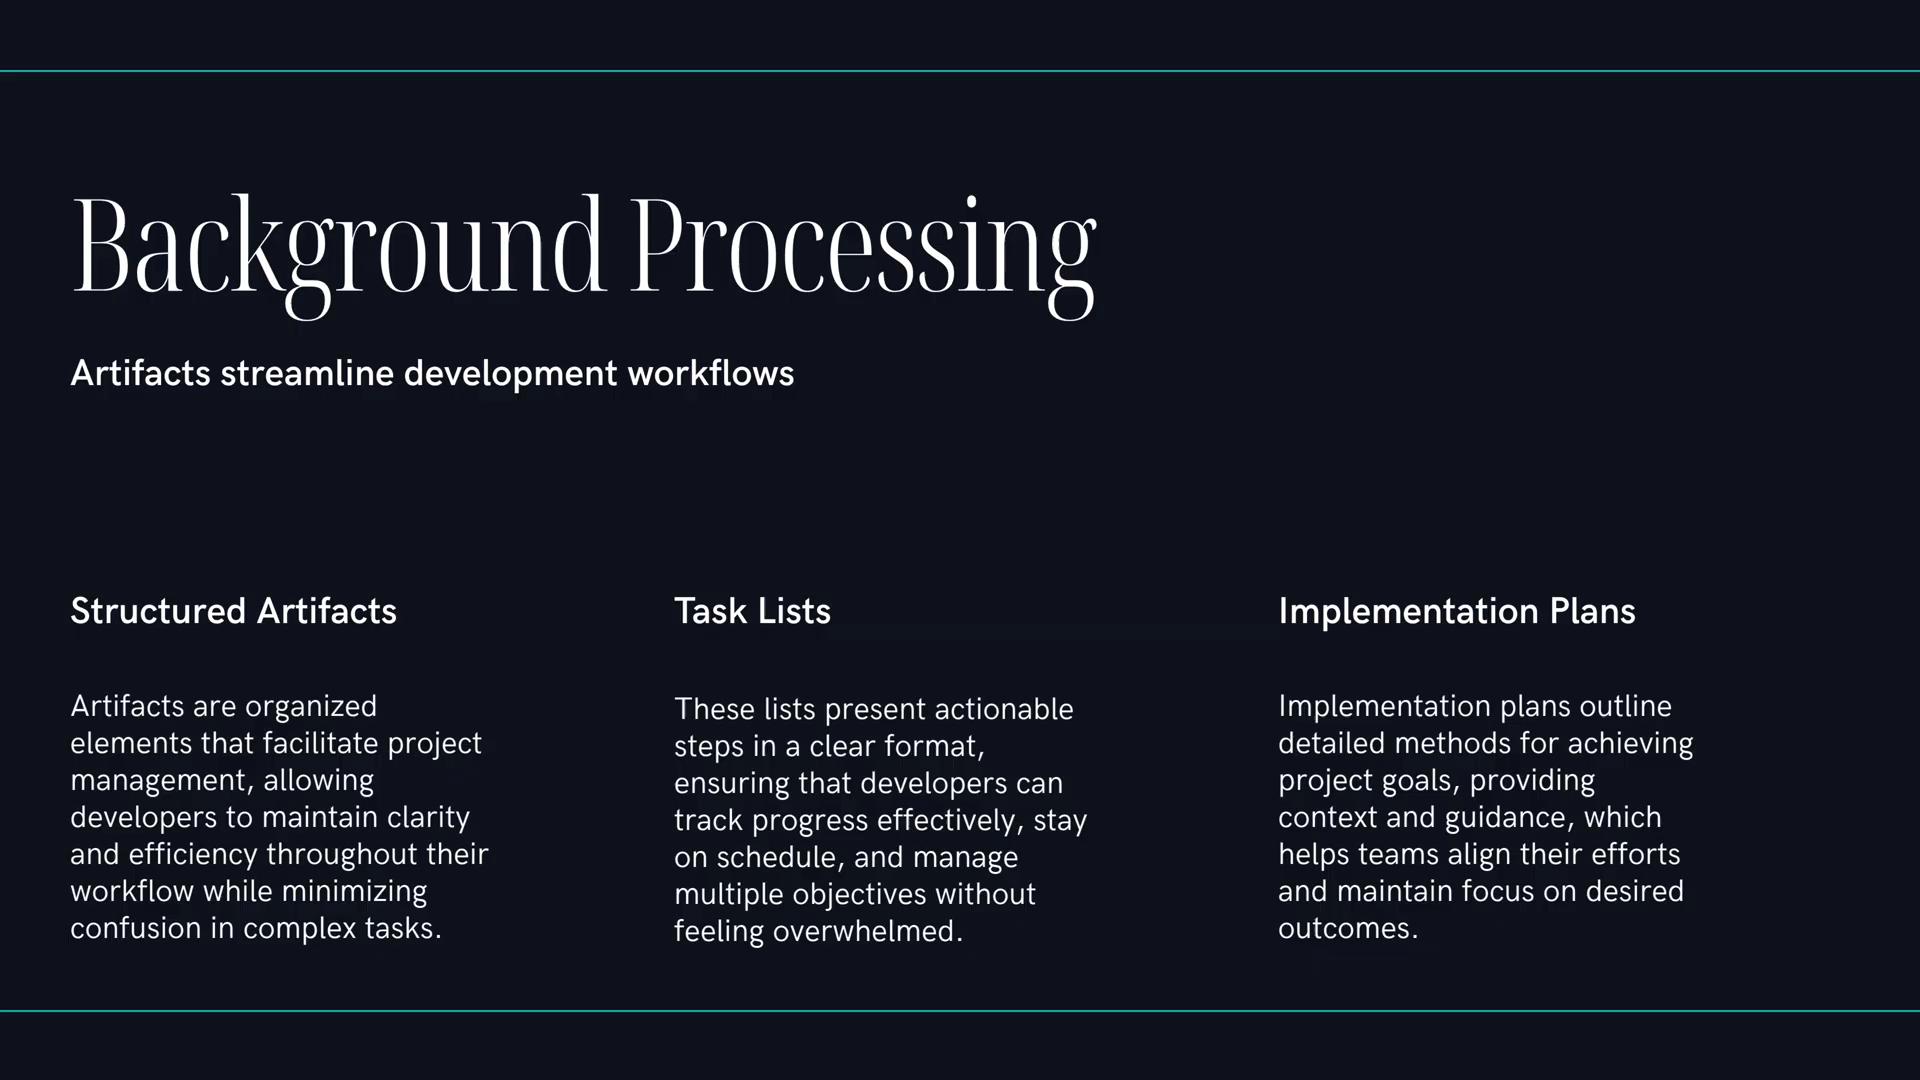 Background Processing
Artifacts streamline development workflows
Structured Artifacts
Artifacts are organized
elements that facilitate project
management, allowing
developers to maintain clarity
and efficiency throughout their
workflow while minimizing
confusion in complex tasks.
Task Lists
These lists present actionable
steps in a clear format,
ensuring that developers can
track progress effectively, stay
on schedule, and manage
multiple objectives without
feeling overwhelmed.
Implementation Plans
Implementation plans outline
detailed methods for achieving
project goals, providing
context and guidance, which
helps teams align their efforts
and maintain focus on desired
outcomes.